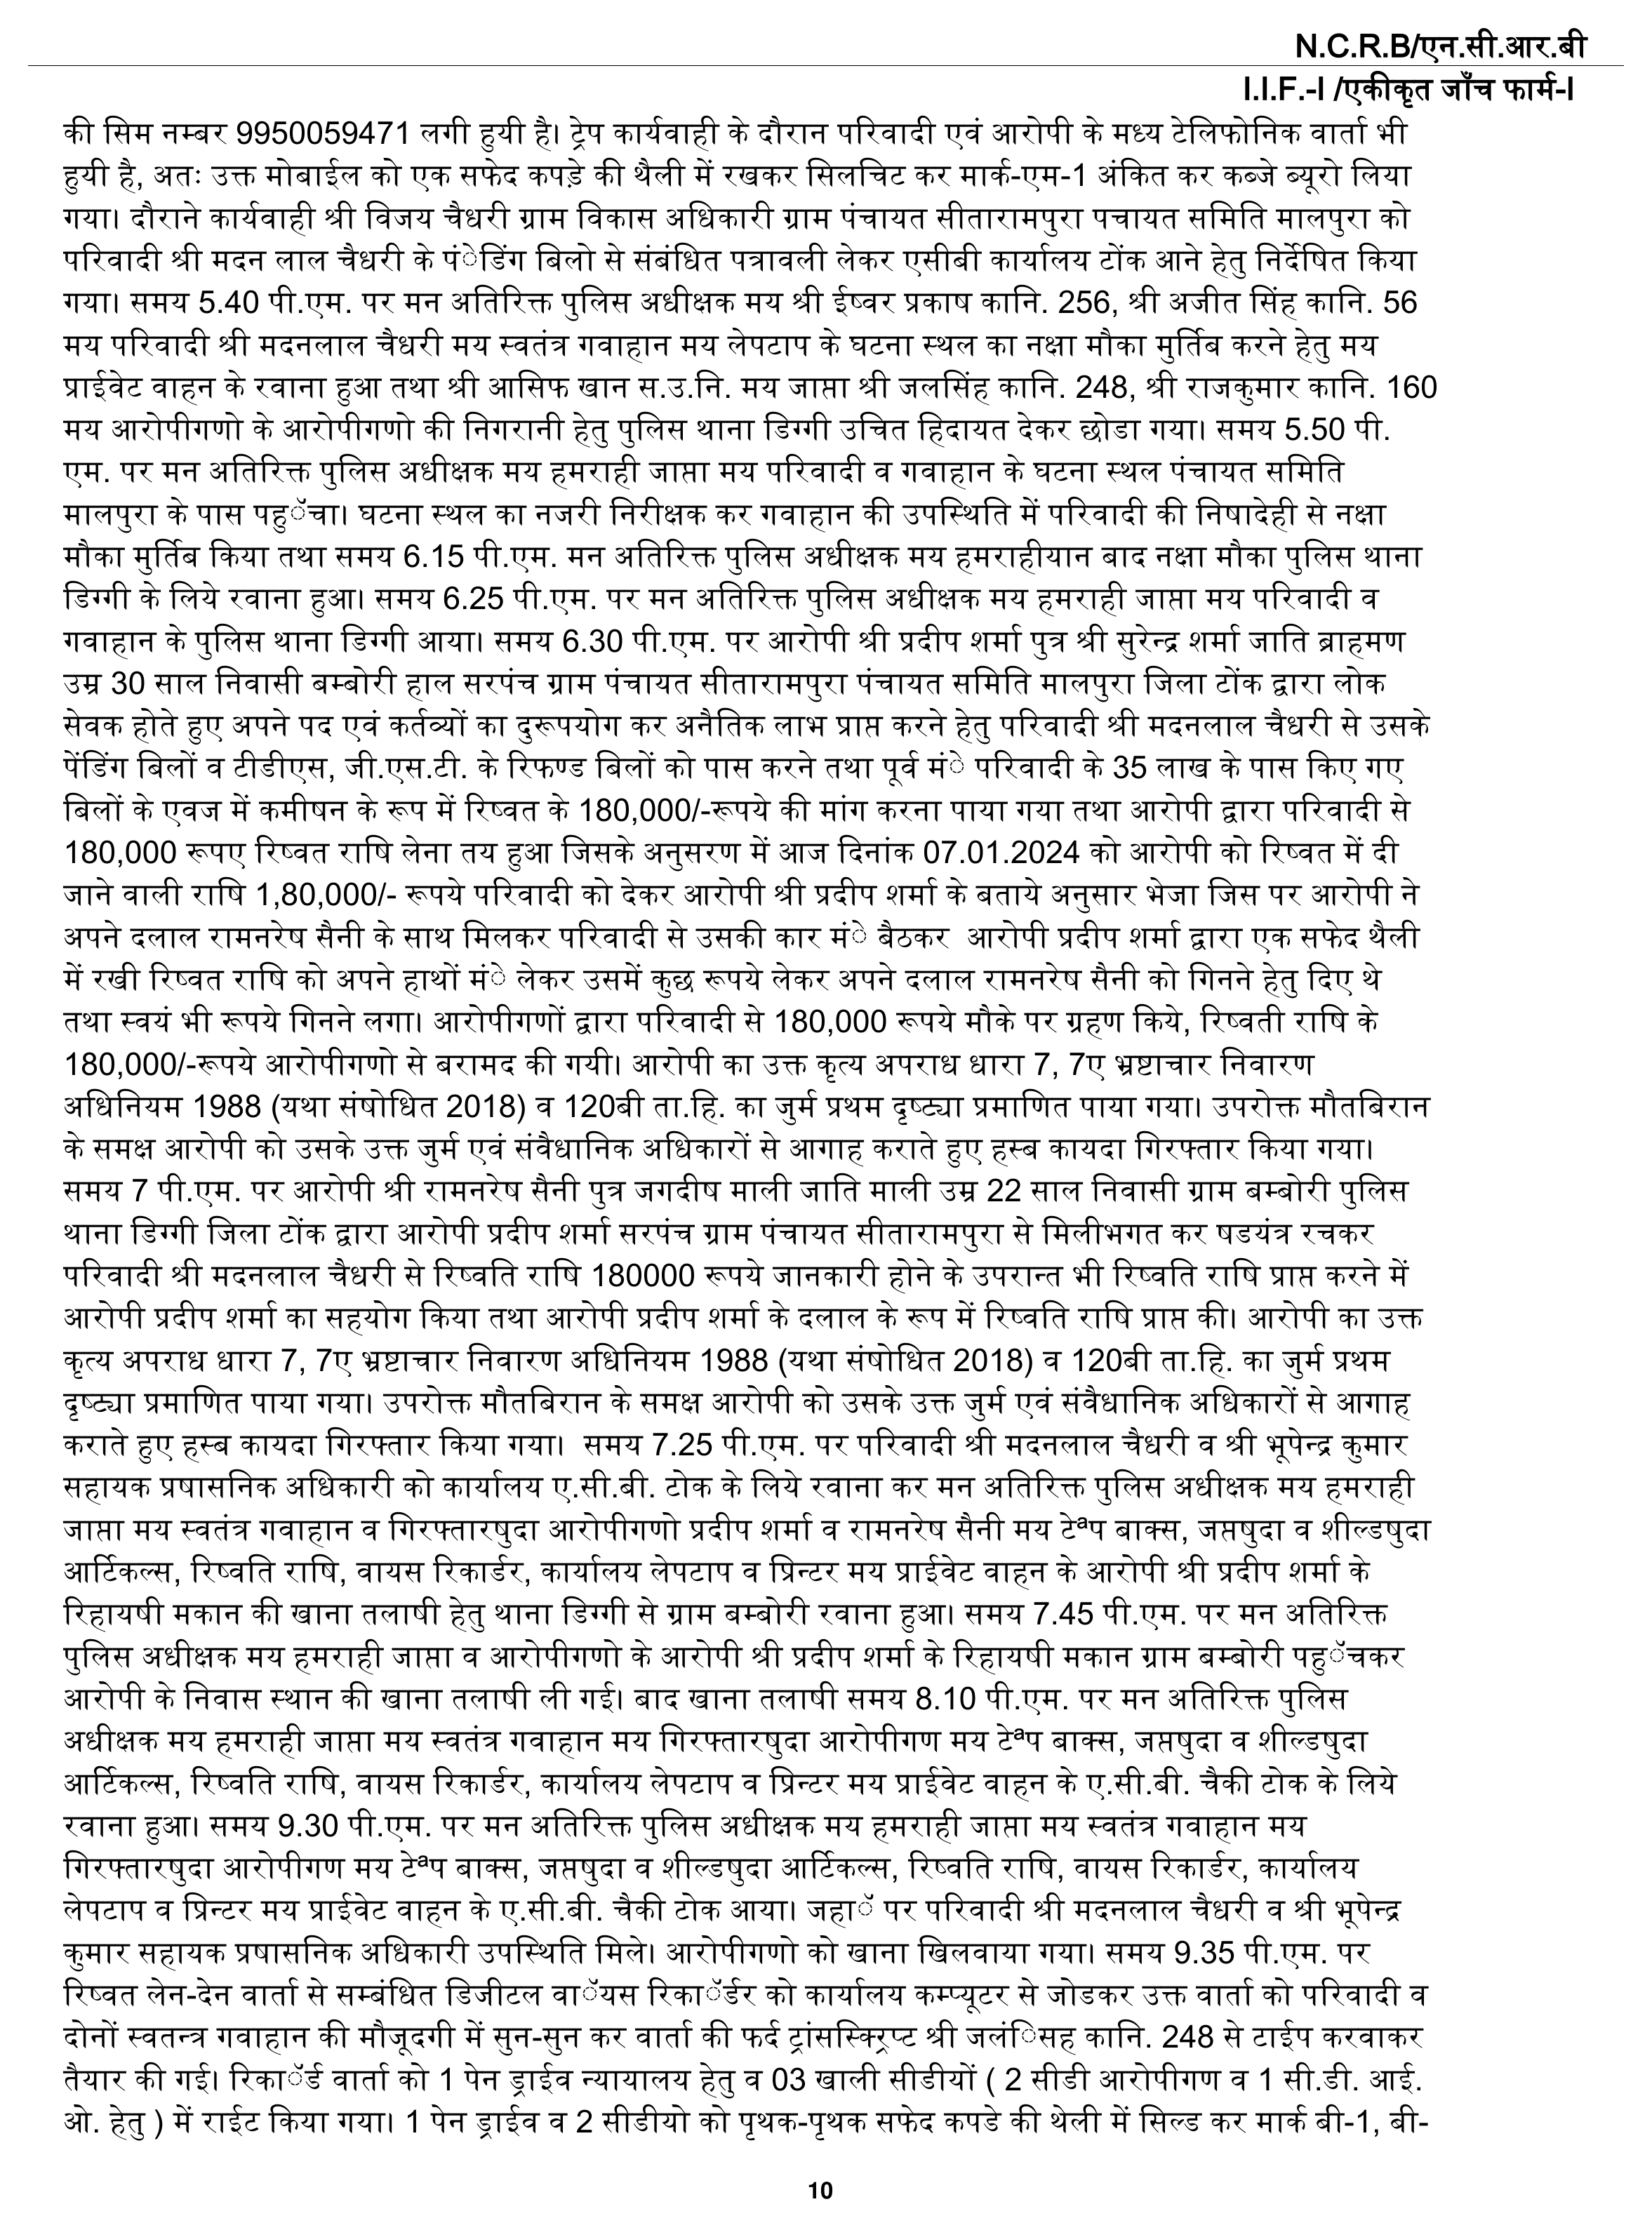 N.C.R.B/एन.सी.आर.बी
I.I.F.-I /एकीकृत जाँच फार्म-I
की सिम नम्बर 9950059471 लगी हुयी है। ट्रेप कार्यवाही के दौरान परिवादी एवं आरोपी के मध्य टेलिफोनिक वार्ता भी
हुयी है, अतः उक्त मोबाईल को एक सफेद कपड़े की थैली में रखकर सिलचिट कर मार्क-एम-1 अंकित कर कब्जे ब्यूरो लिया
गया। दौराने कार्यवाही श्री विजय चैधरी ग्राम विकास अधिकारी ग्राम पंचायत सीतारामपुरा पचायत समिति मालपुरा को
परिवादी श्री मदन लाल चैधरी के पंेडिंग बिलो से संबंधित पत्रावली लेकर एसीबी कार्यालय टोंक आने हेतु निर्देषित किया
गया। समय 5.40 पी.एम. पर मन अतिरिक्त पुलिस अधीक्षक मय श्री ईष्वर प्रकाष कानि. 256, श्री अजीत सिंह कानि. 56
मय परिवादी श्री मदनलाल चैधरी मय स्वतंत्र गवाहान मय लेपटाप के घटना स्थल का नक्षा मौका मुर्तिब करने हेतु मय
प्राईवेट वाहन के रवाना हुआ तथा श्री आसिफ खान स.उ.नि. मय जाप्ता श्री जलसिंह कानि. 248, श्री राजकुमार कानि. 160
मय आरोपीगणो के आरोपीगणो की निगरानी हेतु पुलिस थाना डिग्गी उचित हिदायत देकर छोडा गया। समय 5.50 पी.
एम. पर मन अतिरिक्त पुलिस अधीक्षक मय हमराही जाप्ता मय परिवादी व गवाहान के घटना स्थल पंचायत समिति
मालपुरा के पास पहुॅचा। घटना स्थल का नजरी निरीक्षक कर गवाहान की उपस्थिति में परिवादी की निषादेही से नक्षा
मौका मुर्तिब किया तथा समय 6.15 पी.एम. मन अतिरिक्त पुलिस अधीक्षक मय हमराहीयान बाद नक्षा मौका पुलिस थाना
डिग्गी के लिये रवाना हुआ। समय 6.25 पी.एम. पर मन अतिरिक्त पुलिस अधीक्षक मय हमराही जाप्ता मय परिवादी व
गवाहान के पुलिस थाना डिग्गी आया। समय 6.30 पी.एम. पर आरोपी श्री प्रदीप शर्मा पुत्र श्री सुरेन्द्र शर्मा जाति ब्राहमण
उम्र 30 साल निवासी बम्बोरी हाल सरपंच ग्राम पंचायत सीतारामपुरा पंचायत समिति मालपुरा जिला टोंक द्वारा लोक
सेवक होते हुए अपने पद एवं कर्तव्यों का दुरूपयोग कर अनैतिक लाभ प्राप्त करने हेतु परिवादी श्री मदनलाल चैधरी से उसके
पेंडिंग बिलों व टीडीएस, जी.एस.टी. के रिफण्ड बिलों को पास करने तथा पूर्व मंे परिवादी के 35 लाख के पास किए गए
बिलों के एवज में कमीषन के रूप में रिष्वत के 180,000/-रूपये की मांग करना पाया गया तथा आरोपी द्वारा परिवादी से
180,000 रूपए रिष्वत राषि लेना तय हुआ जिसके अनुसरण में आज दिनांक 07.01.2024 को आरोपी को रिष्वत में दी
जाने वाली राषि 1,80,000/- रूपये परिवादी को देकर आरोपी श्री प्रदीप शर्मा के बताये अनुसार भेजा जिस पर आरोपी ने
अपने दलाल रामनरेष सैनी के साथ मिलकर परिवादी से उसकी कार मंे बैठकर  आरोपी प्रदीप शर्मा द्वारा एक सफेद थैली
में रखी रिष्वत राषि को अपने हाथों मंे लेकर उसमें कुछ रूपये लेकर अपने दलाल रामनरेष सैनी को गिनने हेतु दिए थे
तथा स्वयं भी रूपये गिनने लगा। आरोपीगणों द्वारा परिवादी से 180,000 रूपये मौके पर ग्रहण किये, रिष्वती राषि के
180,000/-रूपये आरोपीगणो से बरामद की गयी। आरोपी का उक्त कृत्य अपराध धारा 7, 7ए भ्रष्टाचार निवारण
अधिनियम 1988 (यथा संषोधित 2018) व 120बी ता.हि. का जुर्म प्रथम दृष्ट्या प्रमाणित पाया गया। उपरोक्त मौतबिरान
के समक्ष आरोपी को उसके उक्त जुर्म एवं संवैधानिक अधिकारों से आगाह कराते हुए हस्ब कायदा गिरफ्तार किया गया।
समय 7 पी.एम. पर आरोपी श्री रामनरेष सैनी पुत्र जगदीष माली जाति माली उम्र 22 साल निवासी ग्राम बम्बोरी पुलिस
थाना डिग्गी जिला टोंक द्वारा आरोपी प्रदीप शर्मा सरपंच ग्राम पंचायत सीतारामपुरा से मिलीभगत कर षडयंत्र रचकर
परिवादी श्री मदनलाल चैधरी से रिष्वति राषि 180000 रूपये जानकारी होने के उपरान्त भी रिष्वति राषि प्राप्त करने में
आरोपी प्रदीप शर्मा का सहयोग किया तथा आरोपी प्रदीप शर्मा के दलाल के रूप में रिष्वति राषि प्राप्त की। आरोपी का उक्त
कृत्य अपराध धारा 7, 7ए भ्रष्टाचार निवारण अधिनियम 1988 (यथा संषोधित 2018) व 120बी ता.हि. का जुर्म प्रथम
दृष्ट्या प्रमाणित पाया गया। उपरोक्त मौतबिरान के समक्ष आरोपी को उसके उक्त जुर्म एवं संवैधानिक अधिकारों से आगाह
कराते हुए हस्ब कायदा गिरफ्तार किया गया।  समय 7.25 पी.एम. पर परिवादी श्री मदनलाल चैधरी व श्री भूपेन्द्र कुमार
सहायक प्रषासनिक अधिकारी को कार्यालय ए.सी.बी. टोक के लिये रवाना कर मन अतिरिक्त पुलिस अधीक्षक मय हमराही
जाप्ता मय स्वतंत्र गवाहान व गिरफ्तारषुदा आरोपीगणो प्रदीप शर्मा व रामनरेष सैनी मय टेªप बाक्स, जप्तषुदा व शील्डषुदा
आर्टिकल्स, रिष्वति राषि, वायस रिकार्डर, कार्यालय लेपटाप व प्रिन्टर मय प्राईवेट वाहन के आरोपी श्री प्रदीप शर्मा के
रिहायषी मकान की खाना तलाषी हेतु थाना डिग्गी से ग्राम बम्बोरी रवाना हुआ। समय 7.45 पी.एम. पर मन अतिरिक्त
पुलिस अधीक्षक मय हमराही जाप्ता व आरोपीगणो के आरोपी श्री प्रदीप शर्मा के रिहायषी मकान ग्राम बम्बोरी पहुॅचकर
आरोपी के निवास स्थान की खाना तलाषी ली गई। बाद खाना तलाषी समय 8.10 पी.एम. पर मन अतिरिक्त पुलिस
अधीक्षक मय हमराही जाप्ता मय स्वतंत्र गवाहान मय गिरफ्तारषुदा आरोपीगण मय टेªप बाक्स, जप्तषुदा व शील्डषुदा
आर्टिकल्स, रिष्वति राषि, वायस रिकार्डर, कार्यालय लेपटाप व प्रिन्टर मय प्राईवेट वाहन के ए.सी.बी. चैकी टोक के लिये
रवाना हुआ। समय 9.30 पी.एम. पर मन अतिरिक्त पुलिस अधीक्षक मय हमराही जाप्ता मय स्वतंत्र गवाहान मय
गिरफ्तारषुदा आरोपीगण मय टेªप बाक्स, जप्तषुदा व शील्डषुदा आर्टिकल्स, रिष्वति राषि, वायस रिकार्डर, कार्यालय
लेपटाप व प्रिन्टर मय प्राईवेट वाहन के ए.सी.बी. चैकी टोक आया। जहाॅ पर परिवादी श्री मदनलाल चैधरी व श्री भूपेन्द्र
कुमार सहायक प्रषासनिक अधिकारी उपस्थिति मिले। आरोपीगणो को खाना खिलवाया गया। समय 9.35 पी.एम. पर
रिष्वत लेन-देन वार्ता से सम्बंधित डिजीटल वाॅयस रिकाॅर्डर को कार्यालय कम्प्यूटर से जोडकर उक्त वार्ता को परिवादी व
दोनों स्वतन्त्र गवाहान की मौजूदगी में सुन-सुन कर वार्ता की फर्द ट्रांसस्क्रिप्ट श्री जलंिसह कानि. 248 से टाईप करवाकर
तैयार की गई। रिकाॅर्ड वार्ता को 1 पेन ड्राईव न्यायालय हेतु व 03 खाली सीडीयों ( 2 सीडी आरोपीगण व 1 सी.डी. आई.
ओ. हेतु ) में राईट किया गया। 1 पेन ड्राईव व 2 सीडीयो को पृथक-पृथक सफेद कपडे की थेली में सिल्ड कर मार्क बी-1, बी-
10